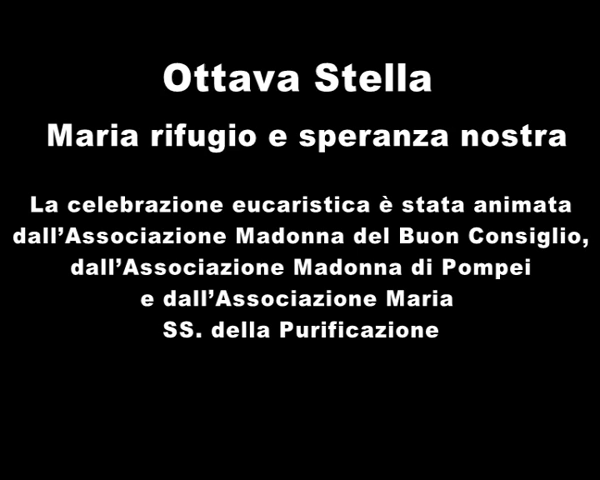 Ottava Stella
Maria rifugio e speranza nostra
La celebrazione eucaristica è stata animata
dall’Associazione Madonna del Buon Consiglio,
dall’Associazione Madonna di Pompei
e dall’Associazione Maria
SS. della Purificazione